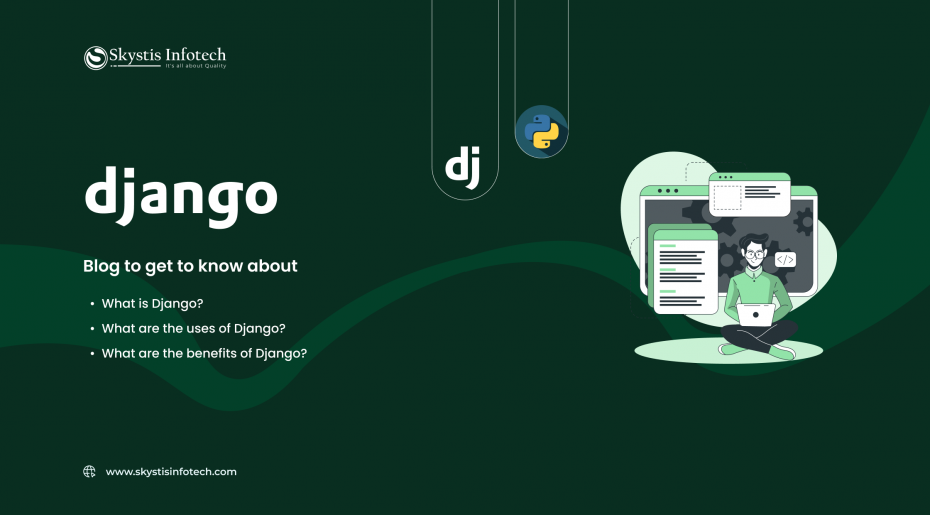 Skystis Infotech
It's all about Quality
dj
django
Blog to get to know about
• What is Django?
• What are the uses of Django?
• What are the benefits of Django?
</>
www.skystisinfotech.com